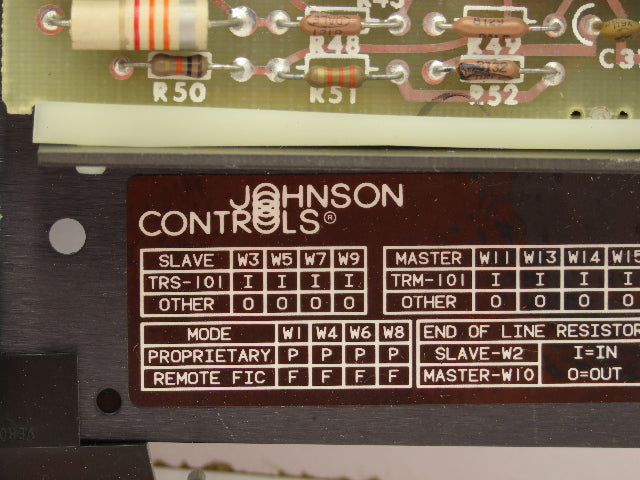 R48
R49
R50
R51
R52
JOHNSON
CONTROLS®
SLAVE W3 W5 W7 W9
TRS-101 I I I I
OTHER O O O O
MASTER W11 W13 W14 W15
TRM-101 I I I I
OTHER O O O O
MODE W1 W4 W6 W8
PROPRIETARY P P P P
REMOTE FIC F F F F
END OF LINE RESISTOR
SLAVE-W2 I=IN
MASTER-W10 O=OUT